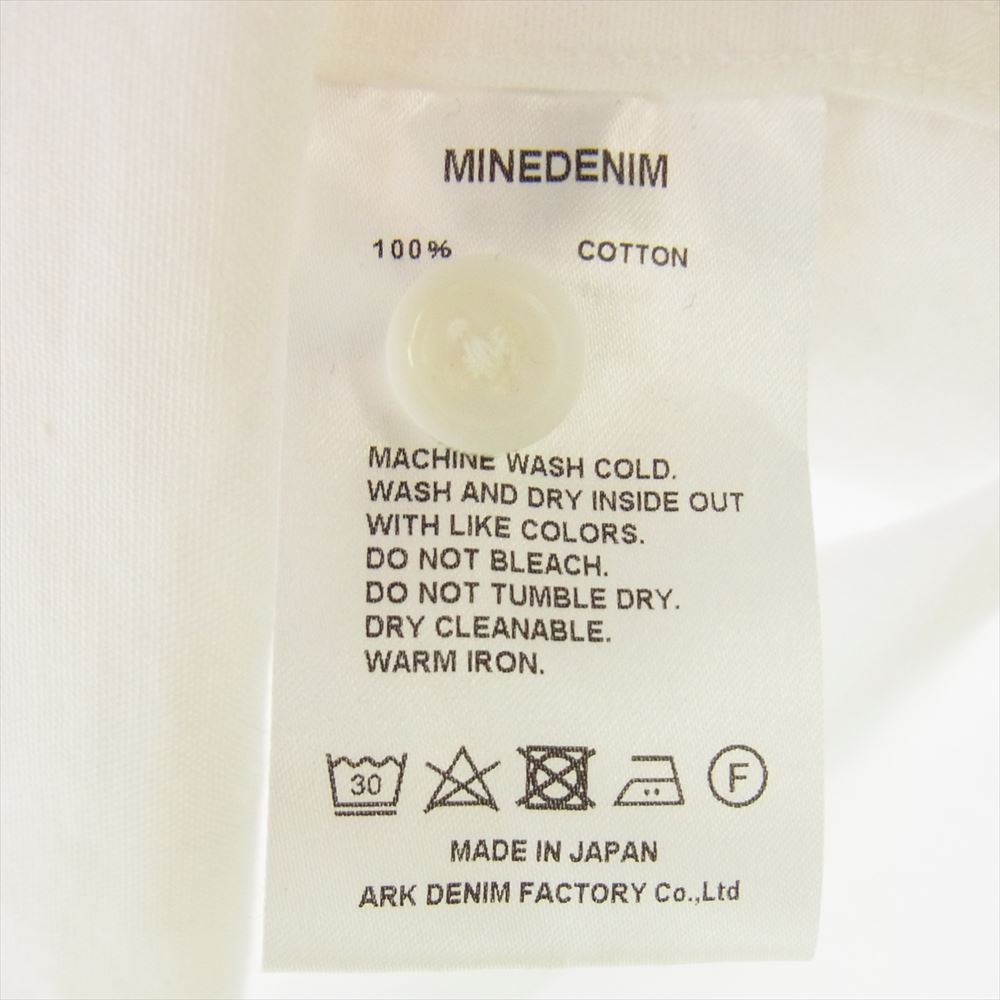 MINEDENIM
100% COTTON
MACHINE WASH COLD.
WASH AND DRY INSIDE OUT
WITH LIKE COLORS.
DO NOT BLEACH.
DO NOT TUMBLE DRY.
DRY CLEANABLE.
WARM IRON.
30 F
MADE IN JAPAN
ARK DENIM FACTORY Co.,Ltd